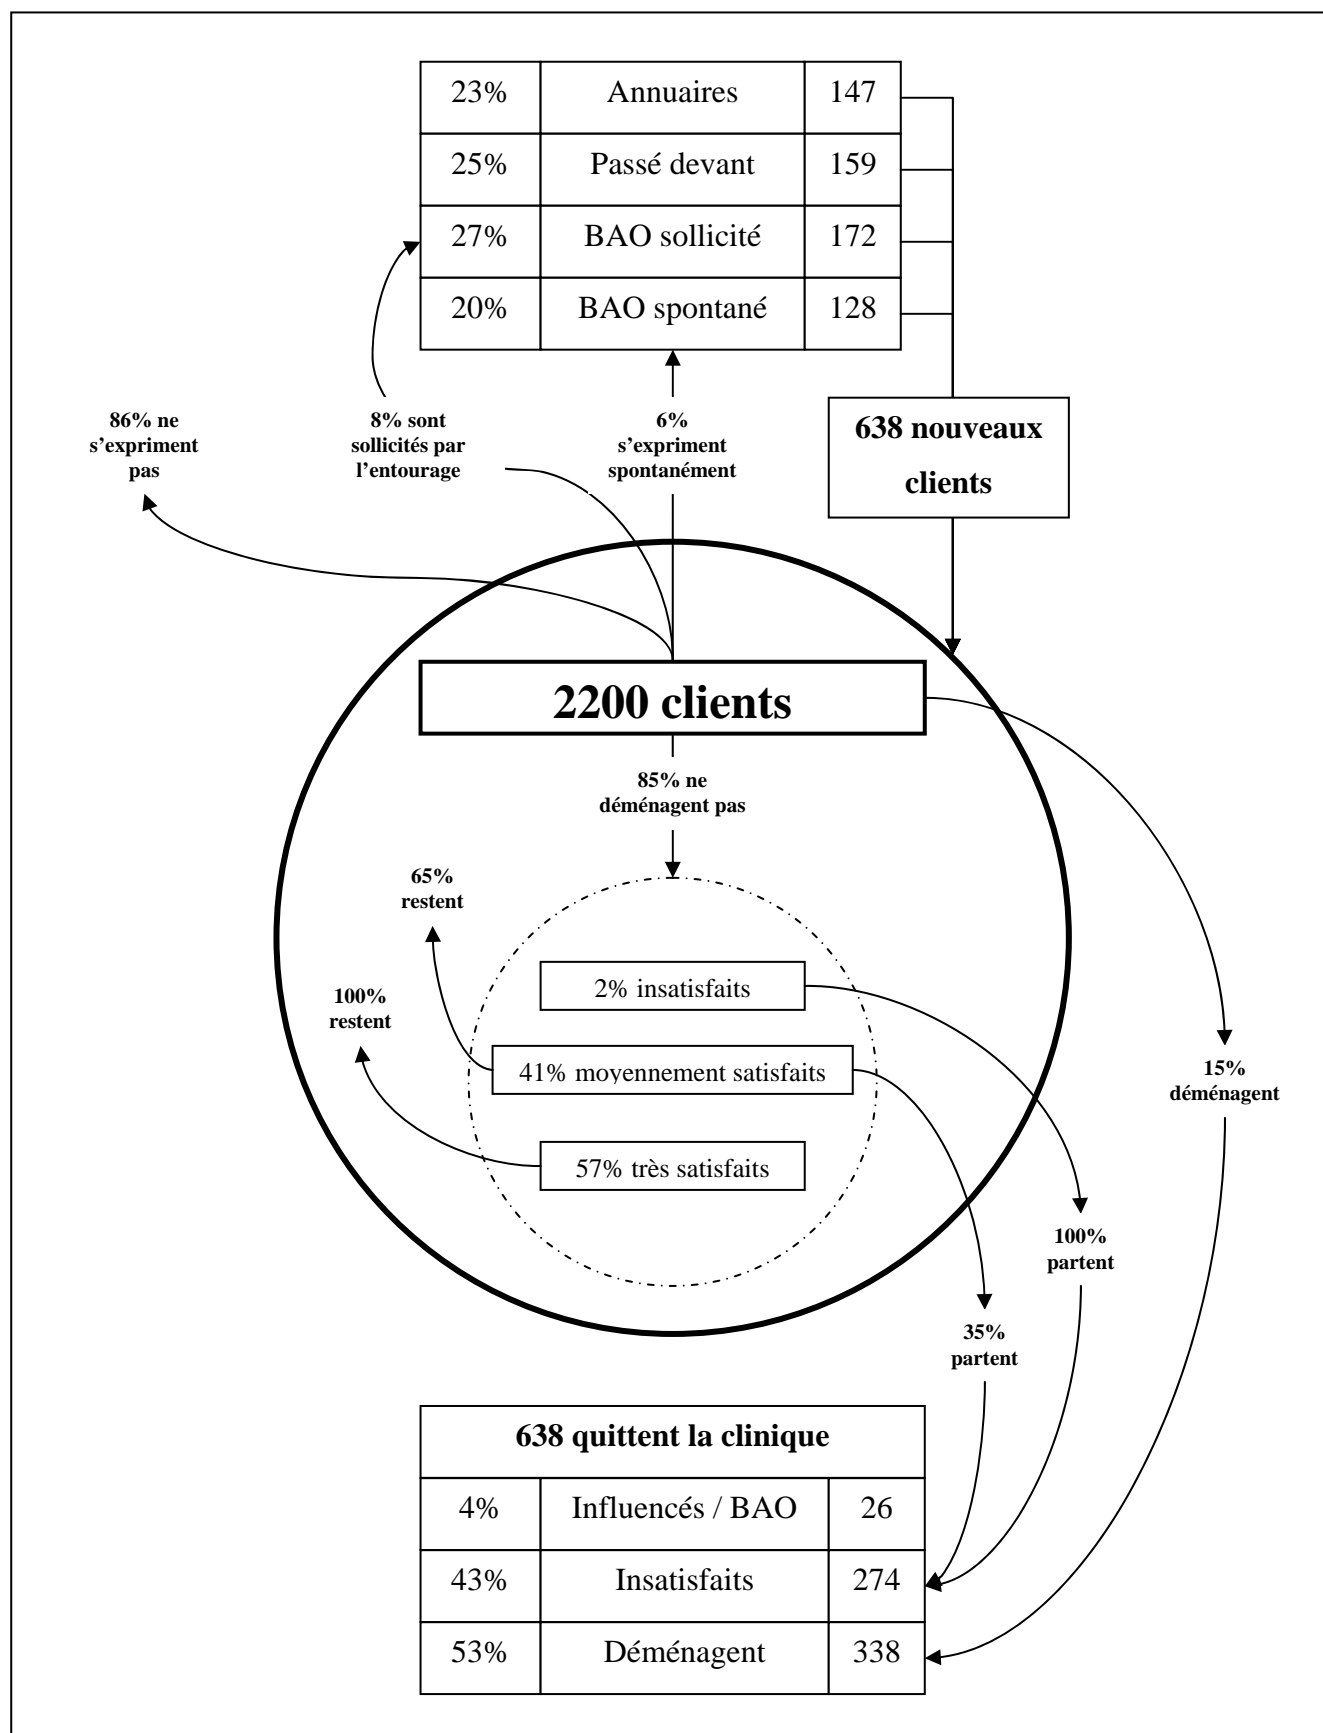 23% Annuaires 147
25% Passé devant 159
27% BAO sollicité 172
20% BAO spontané 128
86% ne
s’expriment
pas
8% sont
sollicités par
l’entourage
6%
s’expriment
spontanément
638 nouveaux
clients
2200 clients
85% ne
déménagent pas
65%
restent
100%
restent
2% insatisfaits
41% moyennement satisfaits
57% très satisfaits
15%
déménagent
100%
partent
35%
partent
638 quittent la clinique
4% Influencés / BAO 26
43% Insatisfaits 274
53% Déménagent 338